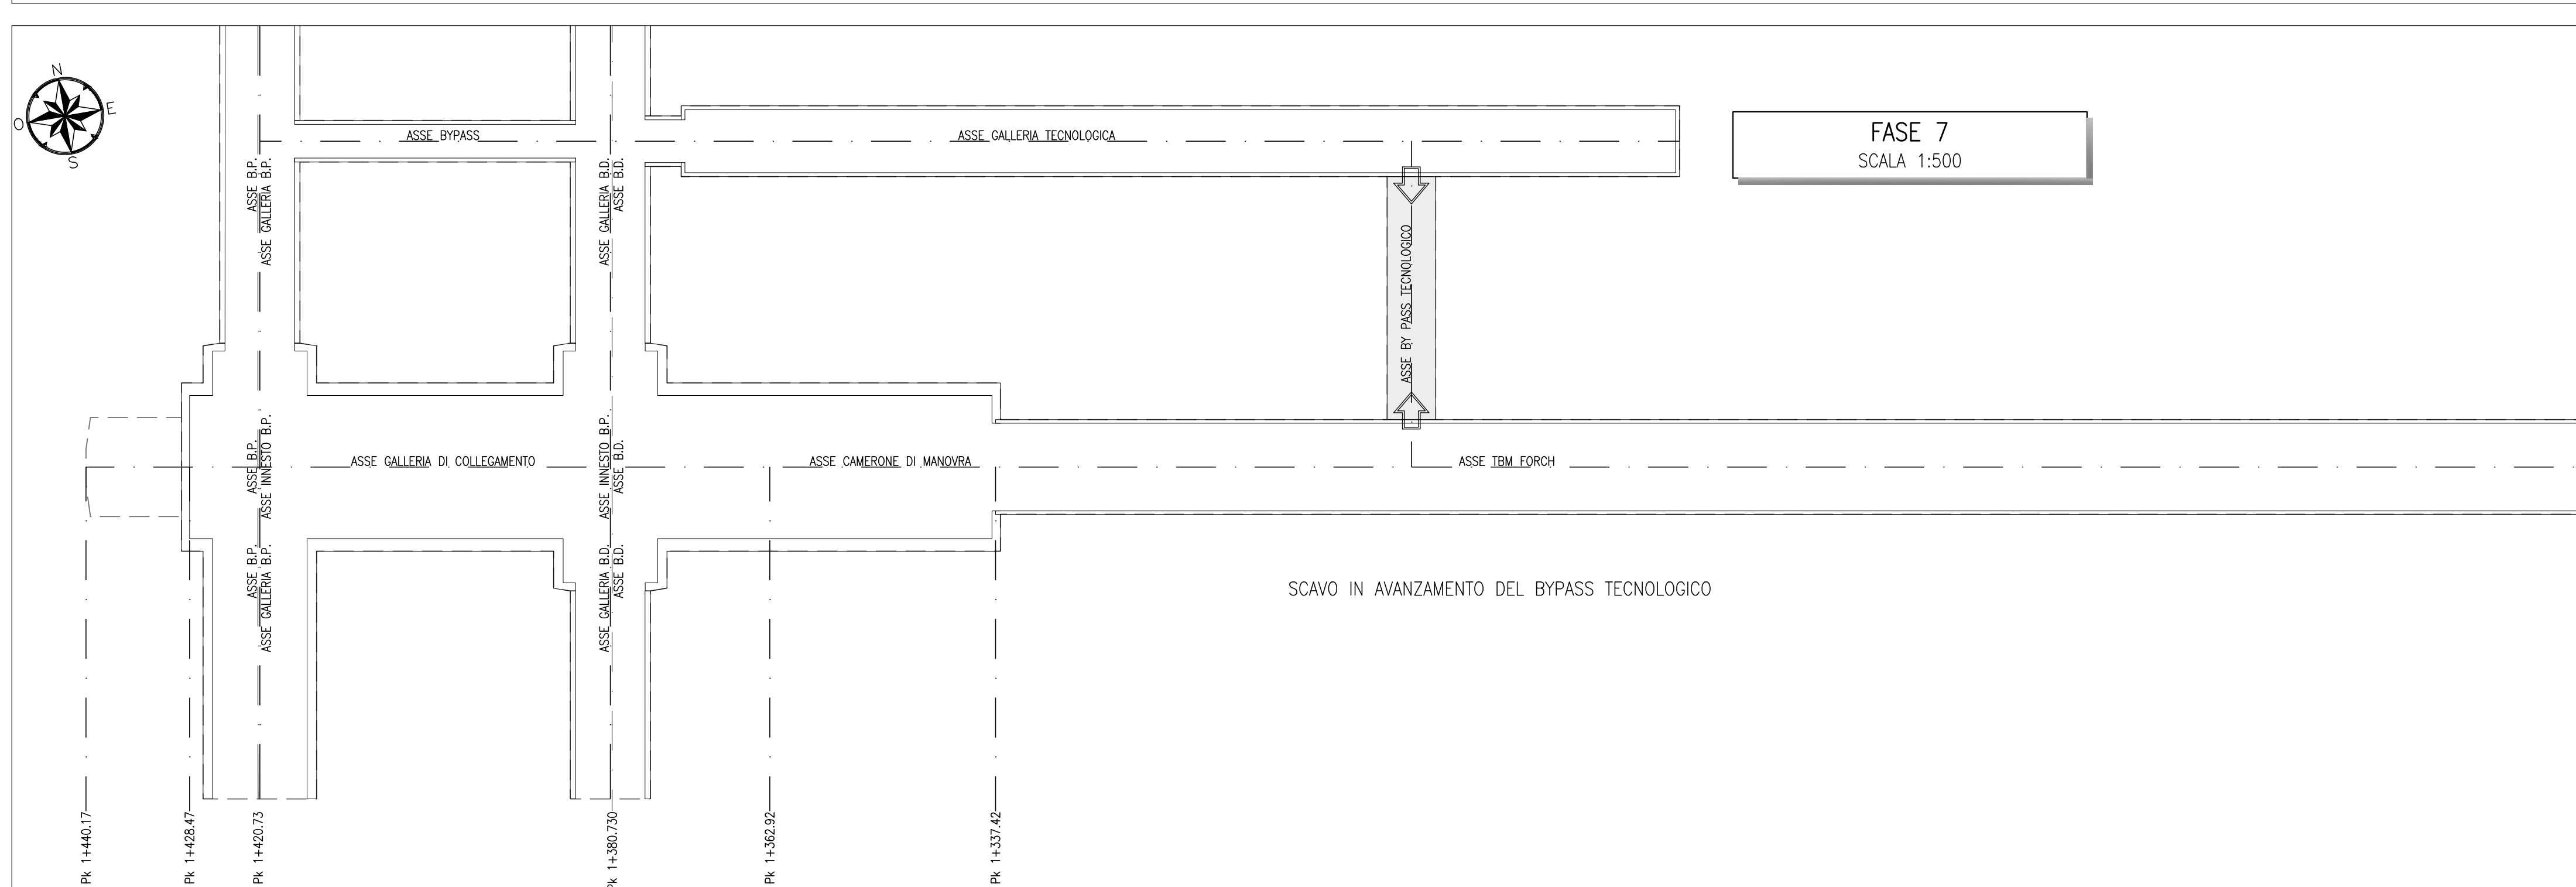 N
E
O
S
FASE 7
SCALA 1:500
ASSE BYPASS
ASSE GALLERIA TECNOLOGICA
ASSE B.P.
ASSE GALLERIA B.P.
ASSE GALLERIA B.D.
ASSE B.D.
ASSE BY PASS TECNOLOGICO
ASSE B.P.
ASSE INNESTO B.P.
ASSE GALLERIA DI COLLEGAMENTO
ASSE INNESTO B.P.
ASSE B.D.
ASSE CAMERONE DI MANOVRA
ASSE TBM FORCH
ASSE B.P.
ASSE GALLERIA B.P.
ASSE GALLERIA B.D.
ASSE B.D.
SCAVO IN AVANZAMENTO DEL BYPASS TECNOLOGICO
Pk 1+440.17
Pk 1+428.47
Pk 1+420.73
Pk 1+380.730
Pk 1+362.92
Pk 1+337.42